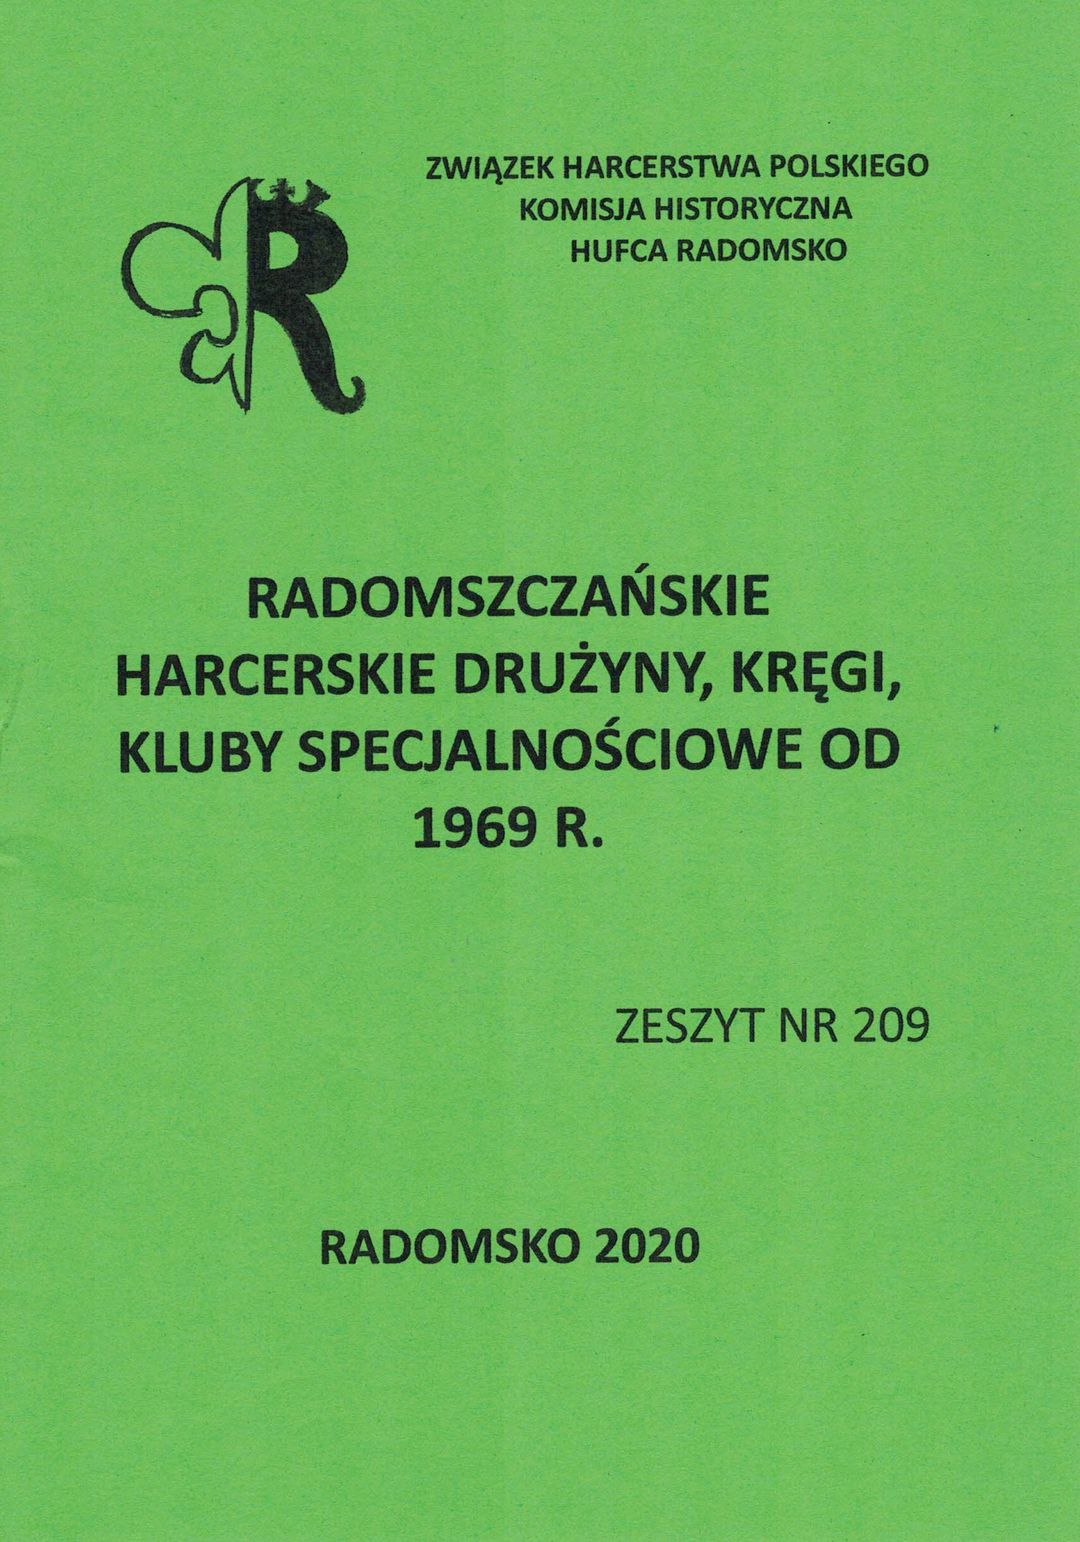 ZWIĄZEK HARCERSTWA POLSKIEGO
KOMISJA HISTORYCZNA
HUFCA RADOMSKO
R
RADOMSZCZAŃSKIE
HARCERSKIE DRUŻYNY, KRĘGI,
KLUBY SPECJALNOŚCIOWE OD
1969 R.
ZESZYT NR 209
RADOMSKO 2020